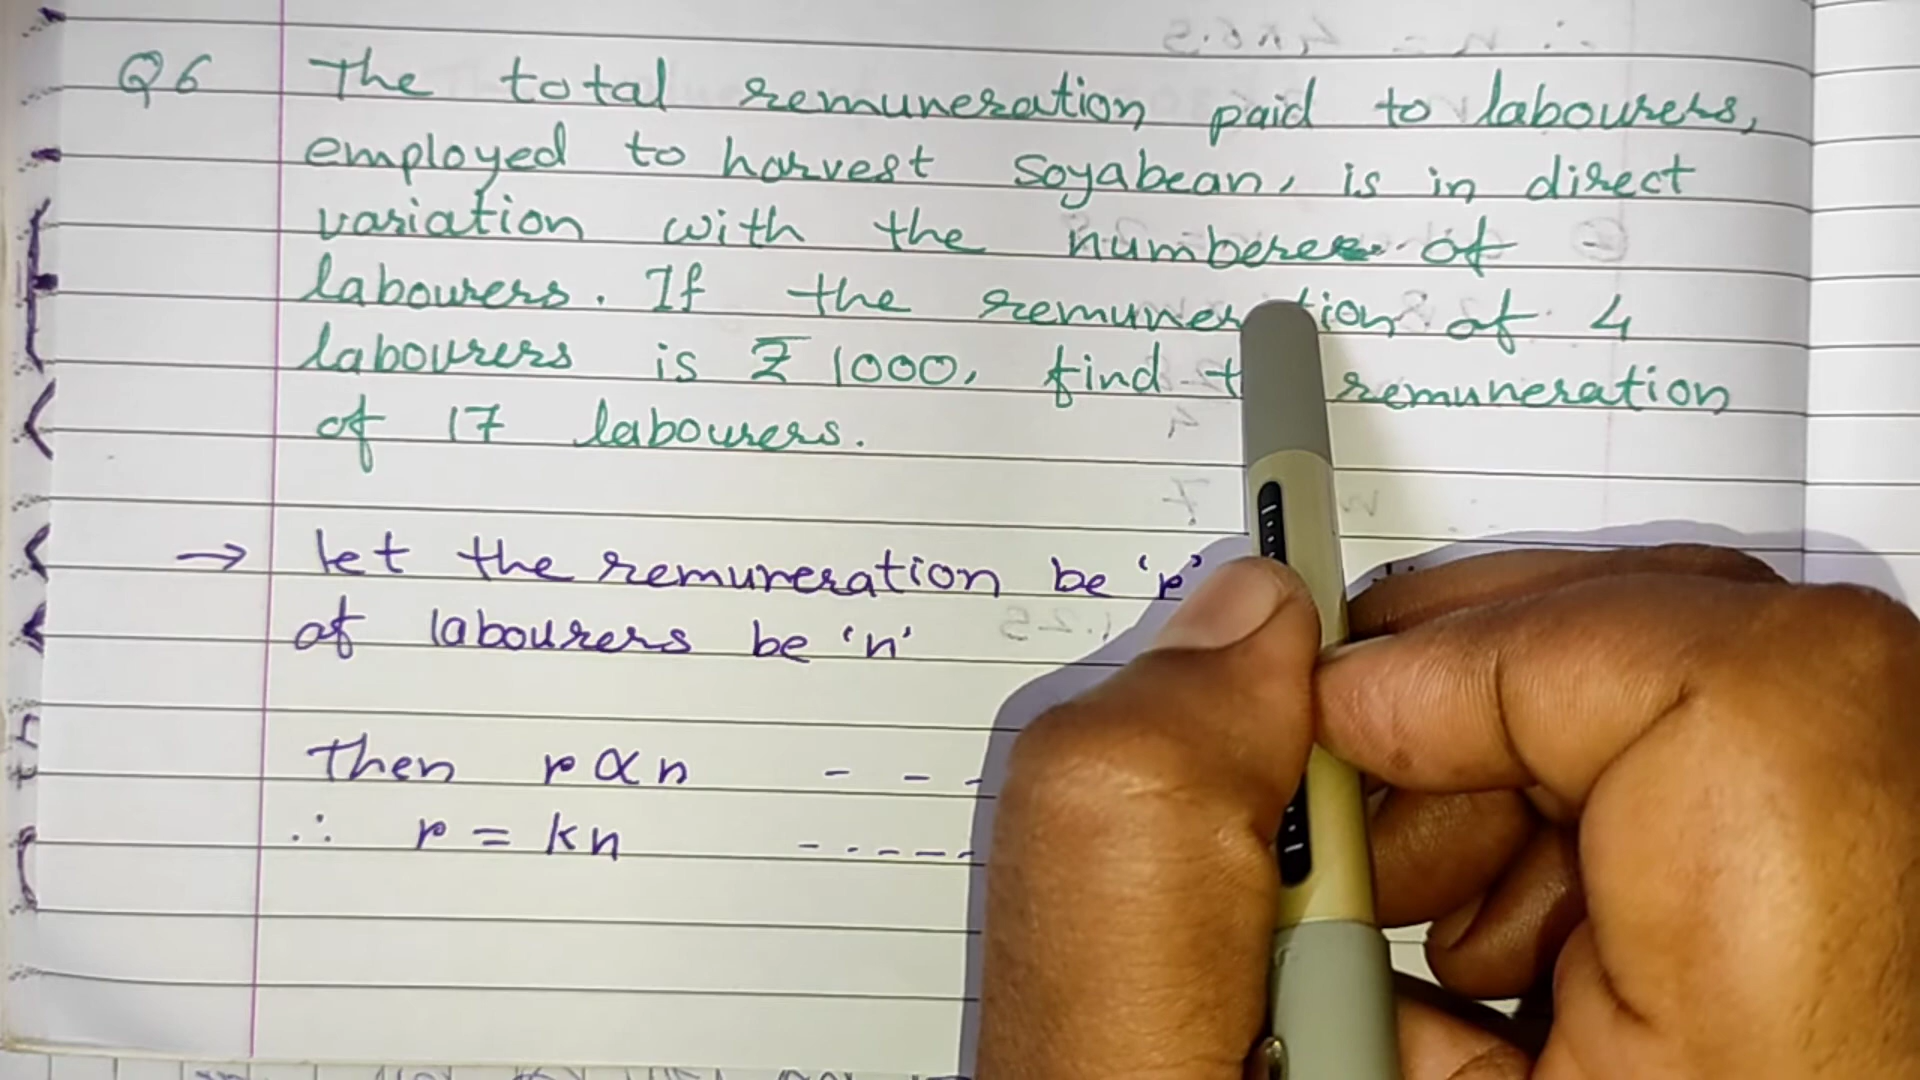 Q6 The total remuneration paid to labourers,
employed to harvest Soyabean, is in direct
variation with the number of
labourers. If the of 4
labourers is ₹ 1000, find remuneration
of 17 labourers.
→ let the remuneration be 'r'
of labourers be 'n'
Then r ∝ n - - -
∴ r = kn - - - - -